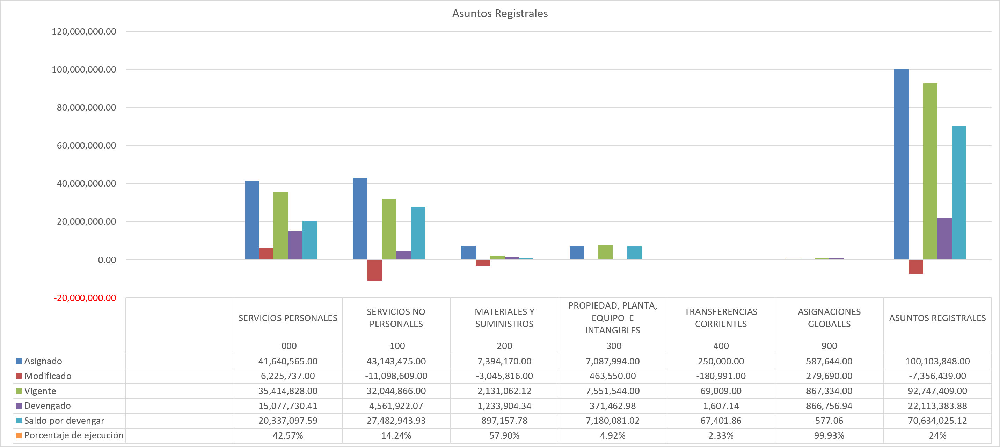 Asuntos Registrales
120,000,000.00
100,000,000.00
80,000,000.00
60,000,000.00
40,000,000.00
20,000,000.00
0.00
-20,000,000.00
SERVICIOS PERSONALES
000
SERVICIOS NO
PERSONALES
100
MATERIALES Y
SUMINISTROS
200
PROPIEDAD, PLANTA,
EQUIPO E
INTANGIBLES
300
TRANSFERENCIAS
CORRIENTES
400
ASIGNACIONES
GLOBALES
900
ASUNTOS REGISTRALES
Asignado 41,640,565.00 43,143,475.00 7,394,170.00 7,087,994.00 250,000.00 587,644.00 100,103,848.00
Modificado 6,225,737.00 -11,098,609.00 -3,045,816.00 463,550.00 -180,991.00 279,690.00 -7,356,439.00
Vigente 35,414,828.00 32,044,866.00 2,131,062.12 7,551,544.00 69,009.00 867,334.00 92,747,409.00
Devengado 15,077,730.41 4,561,922.07 1,233,904.34 371,462.98 1,607.14 866,756.94 22,113,383.88
Saldo por devengar 20,337,097.59 27,482,943.93 897,157.78 7,180,081.02 67,401.86 577.06 70,634,025.12
Porcentaje de ejecución 42.57% 14.24% 57.90% 4.92% 2.33% 99.93% 24%